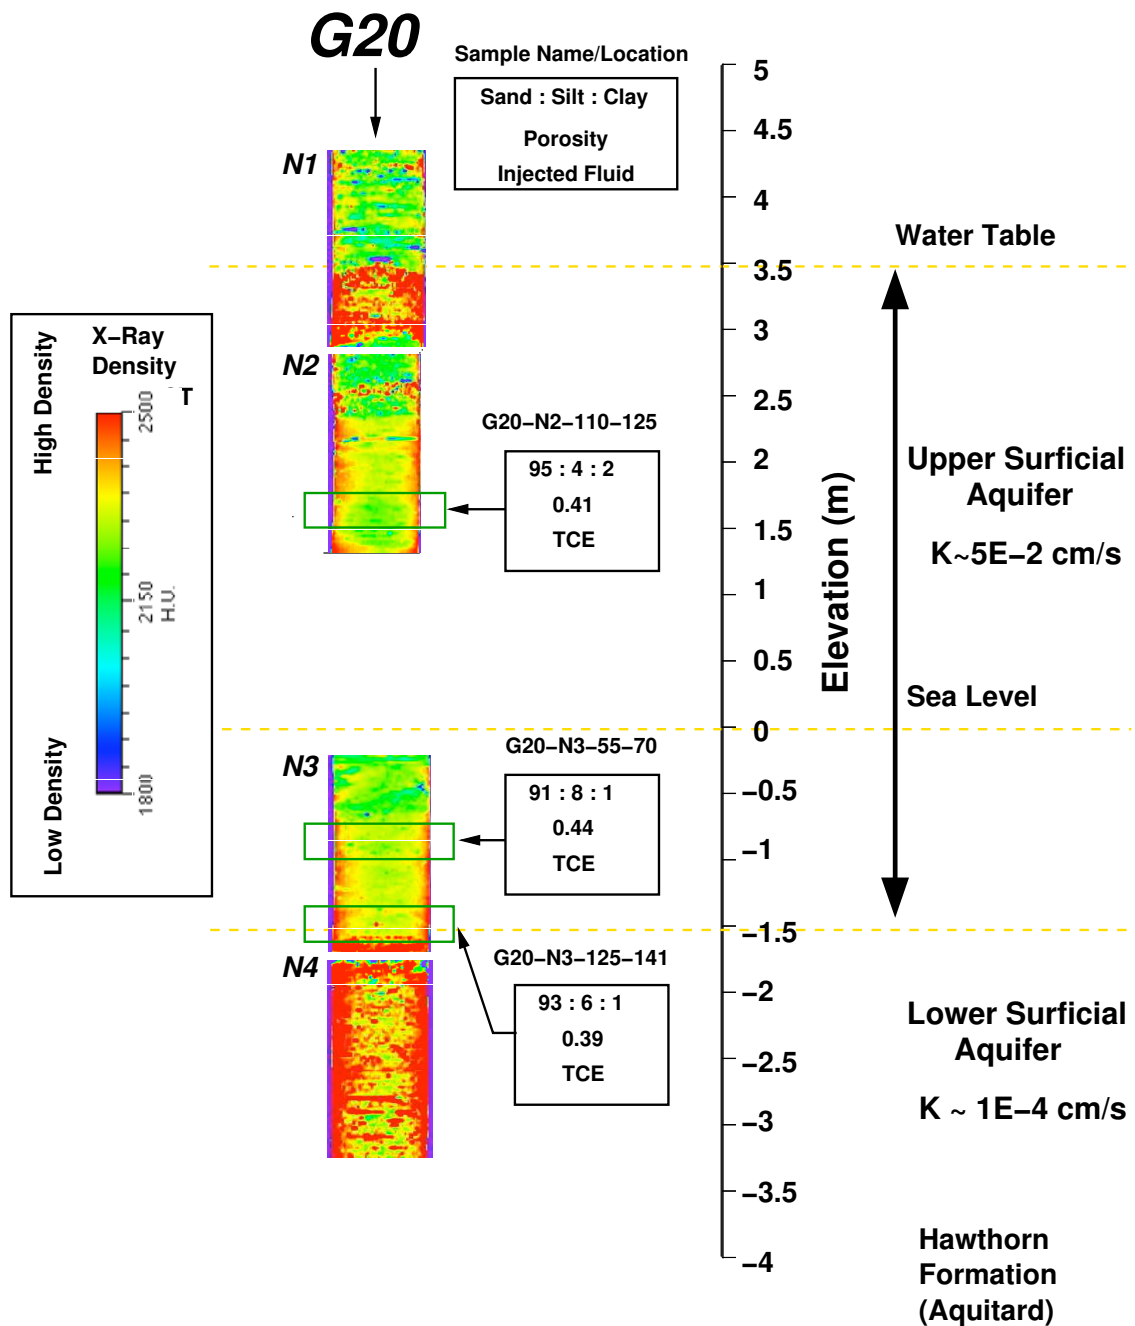 G20
Sample Name/Location
Sand : Silt : Clay
Porosity
Injected Fluid
N1
N2
N3
N4
X−Ray
Density
T
High Density
Low Density
2500
2150
H.U.
1800
G20−N2−110−125
95 : 4 : 2
0.41
TCE
G20−N3−55−70
91 : 8 : 1
0.44
TCE
G20−N3−125−141
93 : 6 : 1
0.39
TCE
5
4.5
4
3.5
3
2.5
2
1.5
1
0.5
0
−0.5
−1
−1.5
−2
−2.5
−3
−3.5
−4
Elevation (m)
Water Table
Upper Surficial
Aquifer
K~5E−2 cm/s
Sea Level
Lower Surficial
Aquifer
K ~ 1E−4 cm/s
Hawthorn
Formation
(Aquitard)